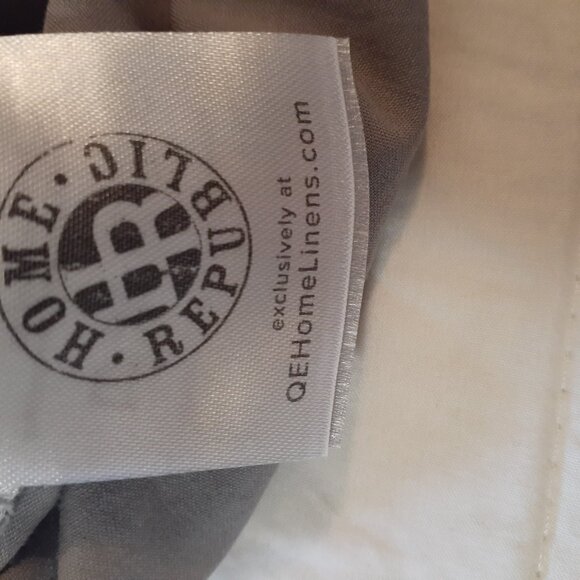 HOME · REPUBLIC ·
HR
exclusively at
QEHomeLinens.com